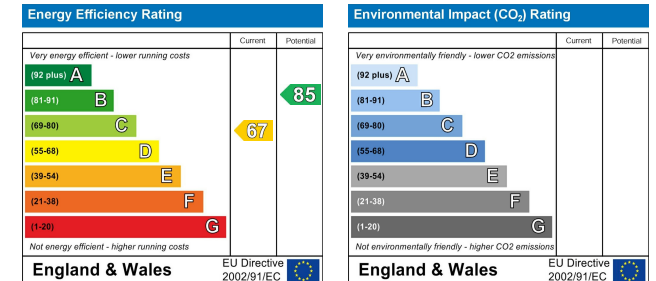 Energy Efficiency Rating
Current Potential
Very energy efficient - lower running costs
(92 plus) A
(81-91) B
(69-80) C
(55-68) D
(39-54) E
(21-38) F
(1-20) G
67
85
Not energy efficient - higher running costs
England & Wales
EU Directive
2002/91/EC
Environmental Impact (CO₂) Rating
Current Potential
Very environmentally friendly - lower CO2 emissions
(92 plus) A
(81-91) B
(69-80) C
(55-68) D
(39-54) E
(21-38) F
(1-20) G
Not environmentally friendly - higher CO2 emissions
England & Wales
EU Directive
2002/91/EC